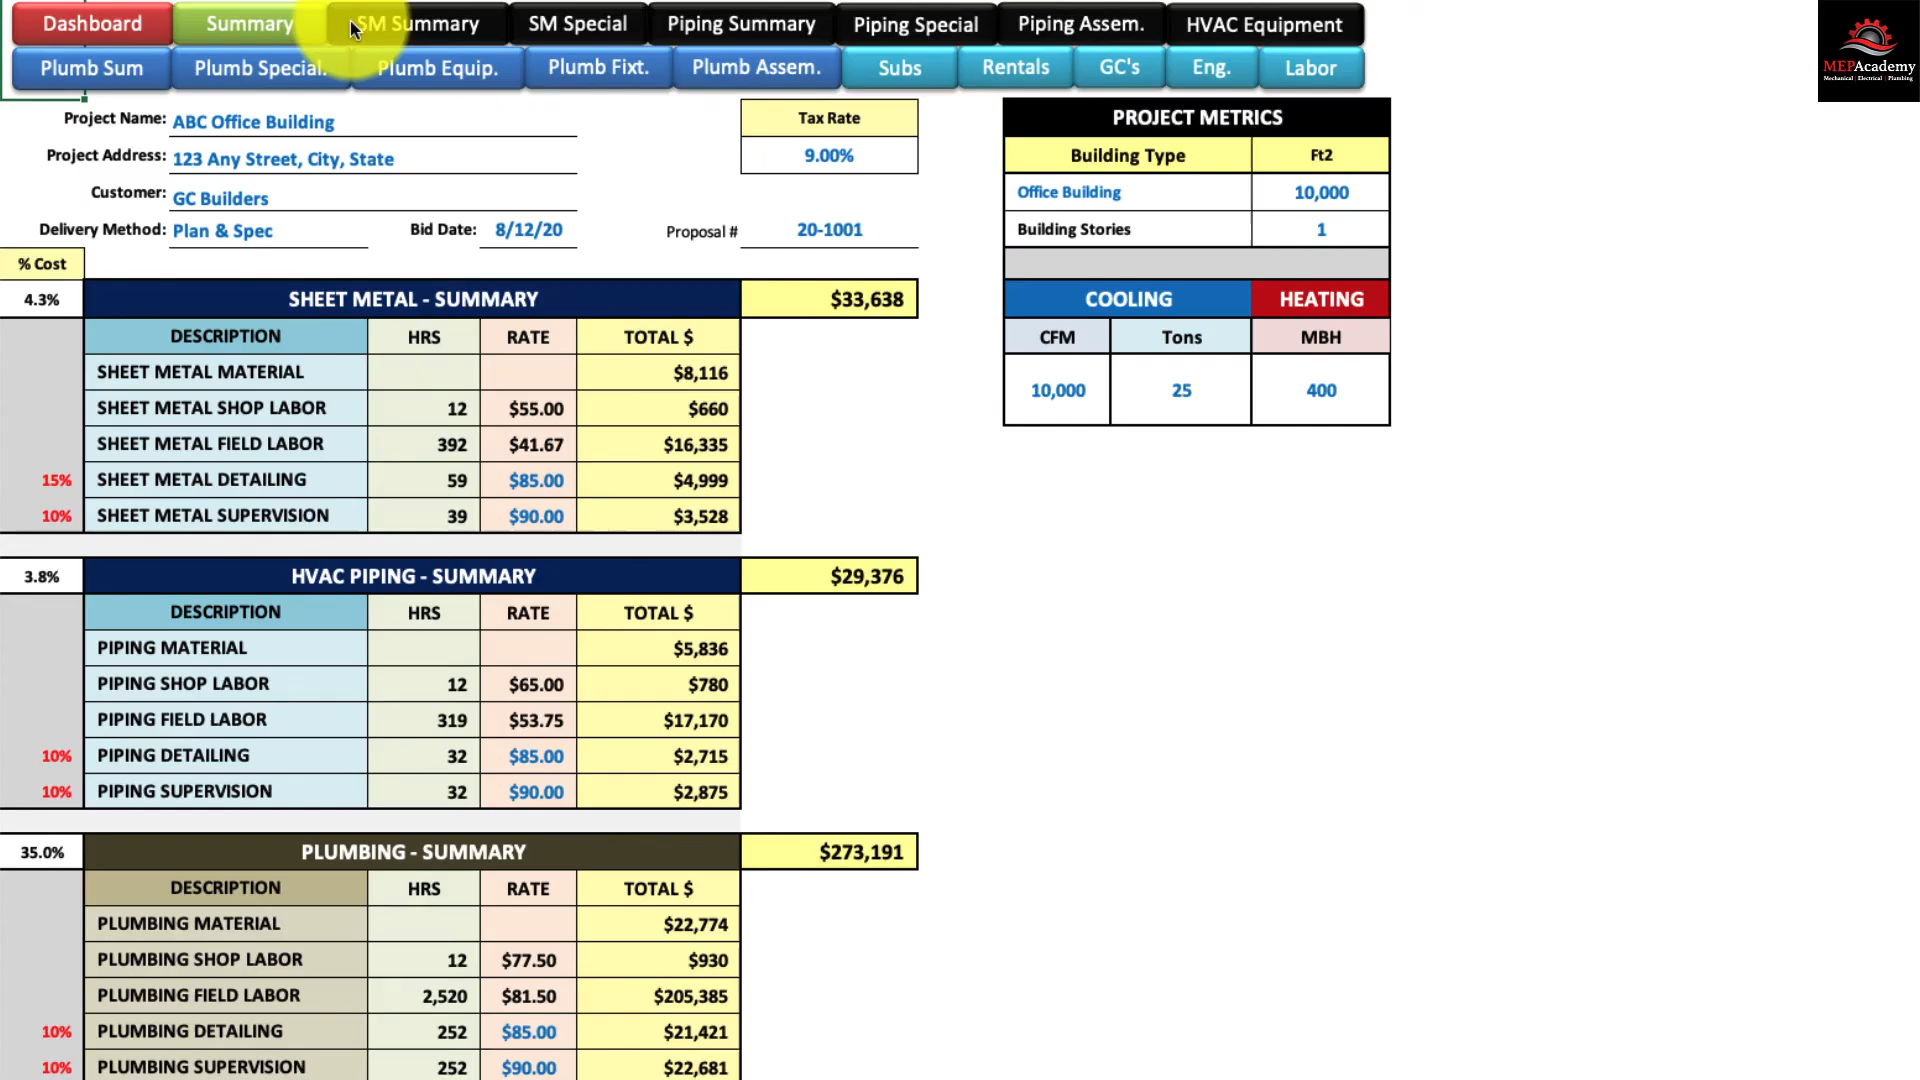 Dashboard Summary SM Summary SM Special Piping Summary Piping Special Piping Assem. HVAC Equipment
Plumb Sum Plumb Special. Plumb Equip. Plumb Fixt. Plumb Assem. Subs Rentals GC's Eng. Labor
MEPAcademy
Mechanical | Electrical | Plumbing
Project Name: ABC Office Building
Project Address: 123 Any Street, City, State
Customer: GC Builders
Delivery Method: Plan & Spec Bid Date: 8/12/20 Proposal # 20-1001
Tax Rate
9.00%
PROJECT METRICS
Building Type Ft2
Office Building 10,000
Building Stories 1
COOLING HEATING
CFM Tons MBH
10,000 25 400
% Cost
4.3% SHEET METAL - SUMMARY $33,638
DESCRIPTION HRS RATE TOTAL $
SHEET METAL MATERIAL $8,116
SHEET METAL SHOP LABOR 12 $55.00 $660
SHEET METAL FIELD LABOR 392 $41.67 $16,335
15% SHEET METAL DETAILING 59 $85.00 $4,999
10% SHEET METAL SUPERVISION 39 $90.00 $3,528
3.8% HVAC PIPING - SUMMARY $29,376
DESCRIPTION HRS RATE TOTAL $
PIPING MATERIAL $5,836
PIPING SHOP LABOR 12 $65.00 $780
PIPING FIELD LABOR 319 $53.75 $17,170
10% PIPING DETAILING 32 $85.00 $2,715
10% PIPING SUPERVISION 32 $90.00 $2,875
35.0% PLUMBING - SUMMARY $273,191
DESCRIPTION HRS RATE TOTAL $
PLUMBING MATERIAL $22,774
PLUMBING SHOP LABOR 12 $77.50 $930
PLUMBING FIELD LABOR 2,520 $81.50 $205,385
10% PLUMBING DETAILING 252 $85.00 $21,421
10% PLUMBING SUPERVISION 252 $90.00 $22,681